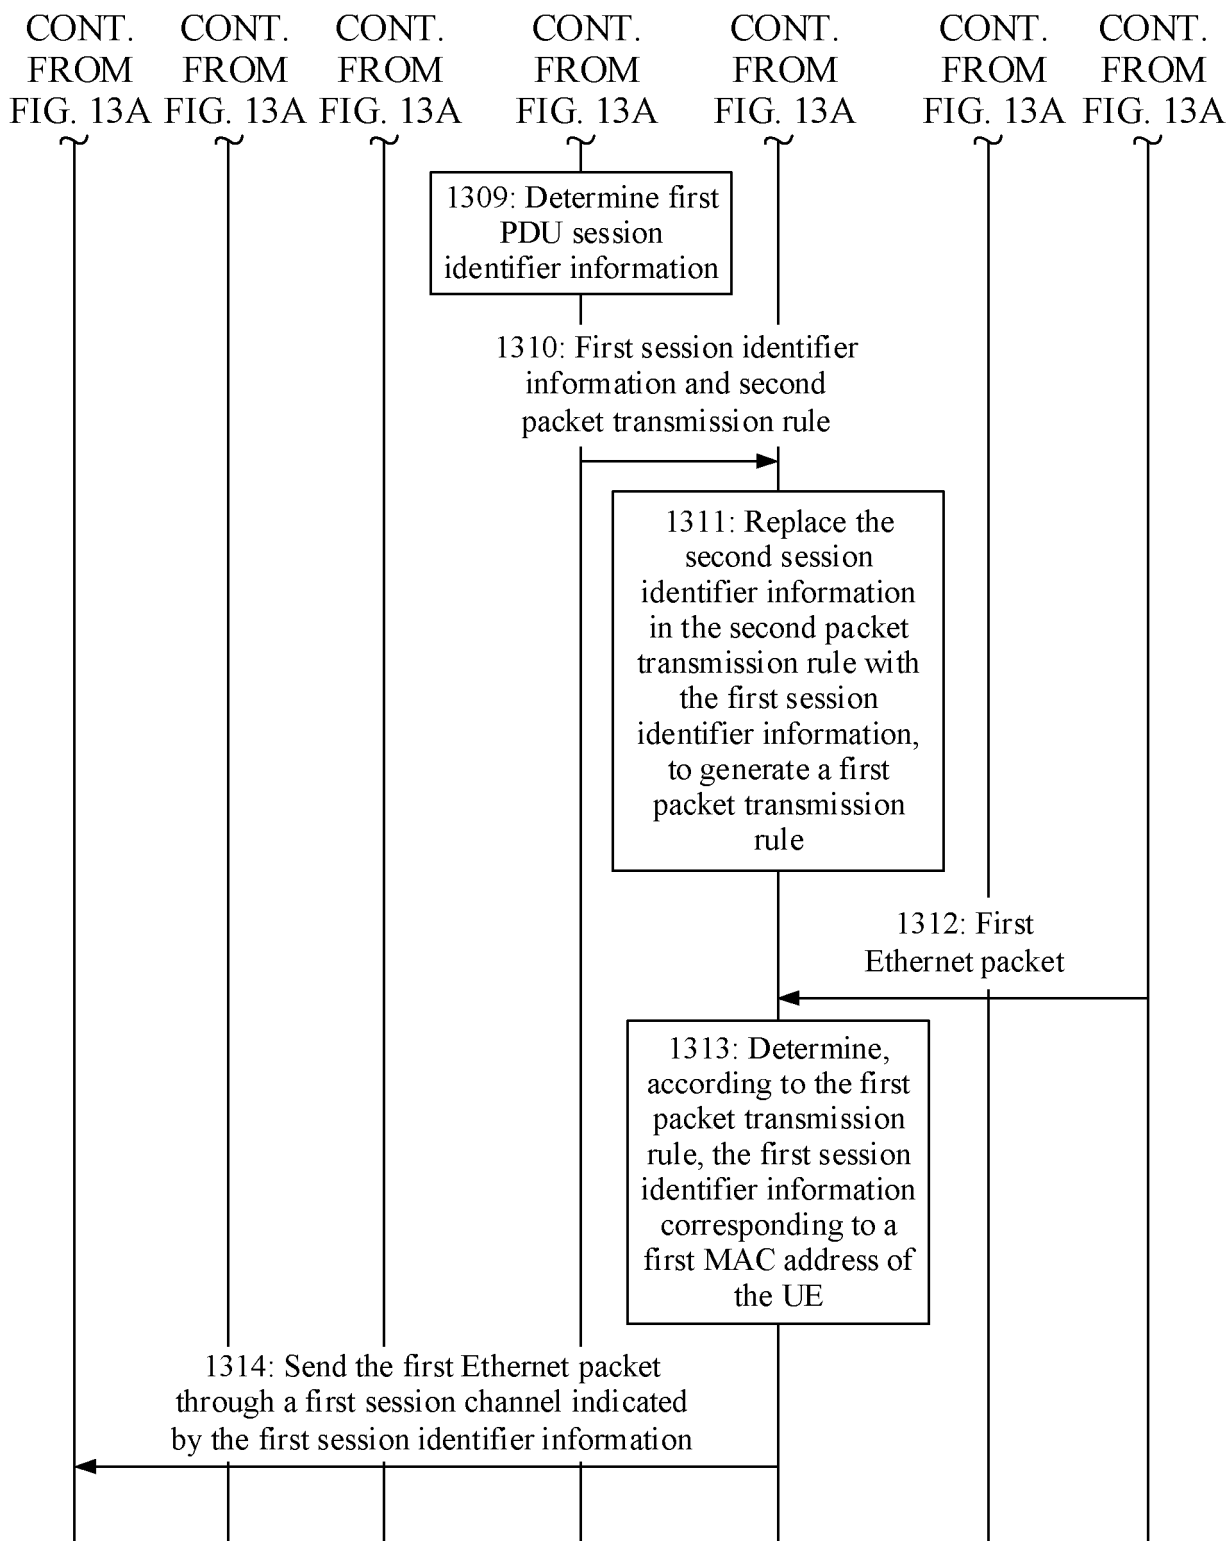 CONT. CONT. CONT. CONT. CONT. CONT. CONT.
FROM FROM FROM FROM FROM FROM FROM
FIG. 13A FIG. 13A FIG. 13A FIG. 13A FIG. 13A FIG. 13A FIG. 13A
1309: Determine first
PDU session
identifier information
1310: First session identifier
information and second
packet transmission rule
1311: Replace the
second session
identifier information
in the second packet
transmission rule with
the first session
identifier information,
to generate a first
packet transmission
rule
1312: First
Ethernet packet
1313: Determine,
according to the first
packet transmission
rule, the first session
identifier information
corresponding to a
first MAC address of
the UE
1314: Send the first Ethernet packet
through a first session channel indicated
by the first session identifier information